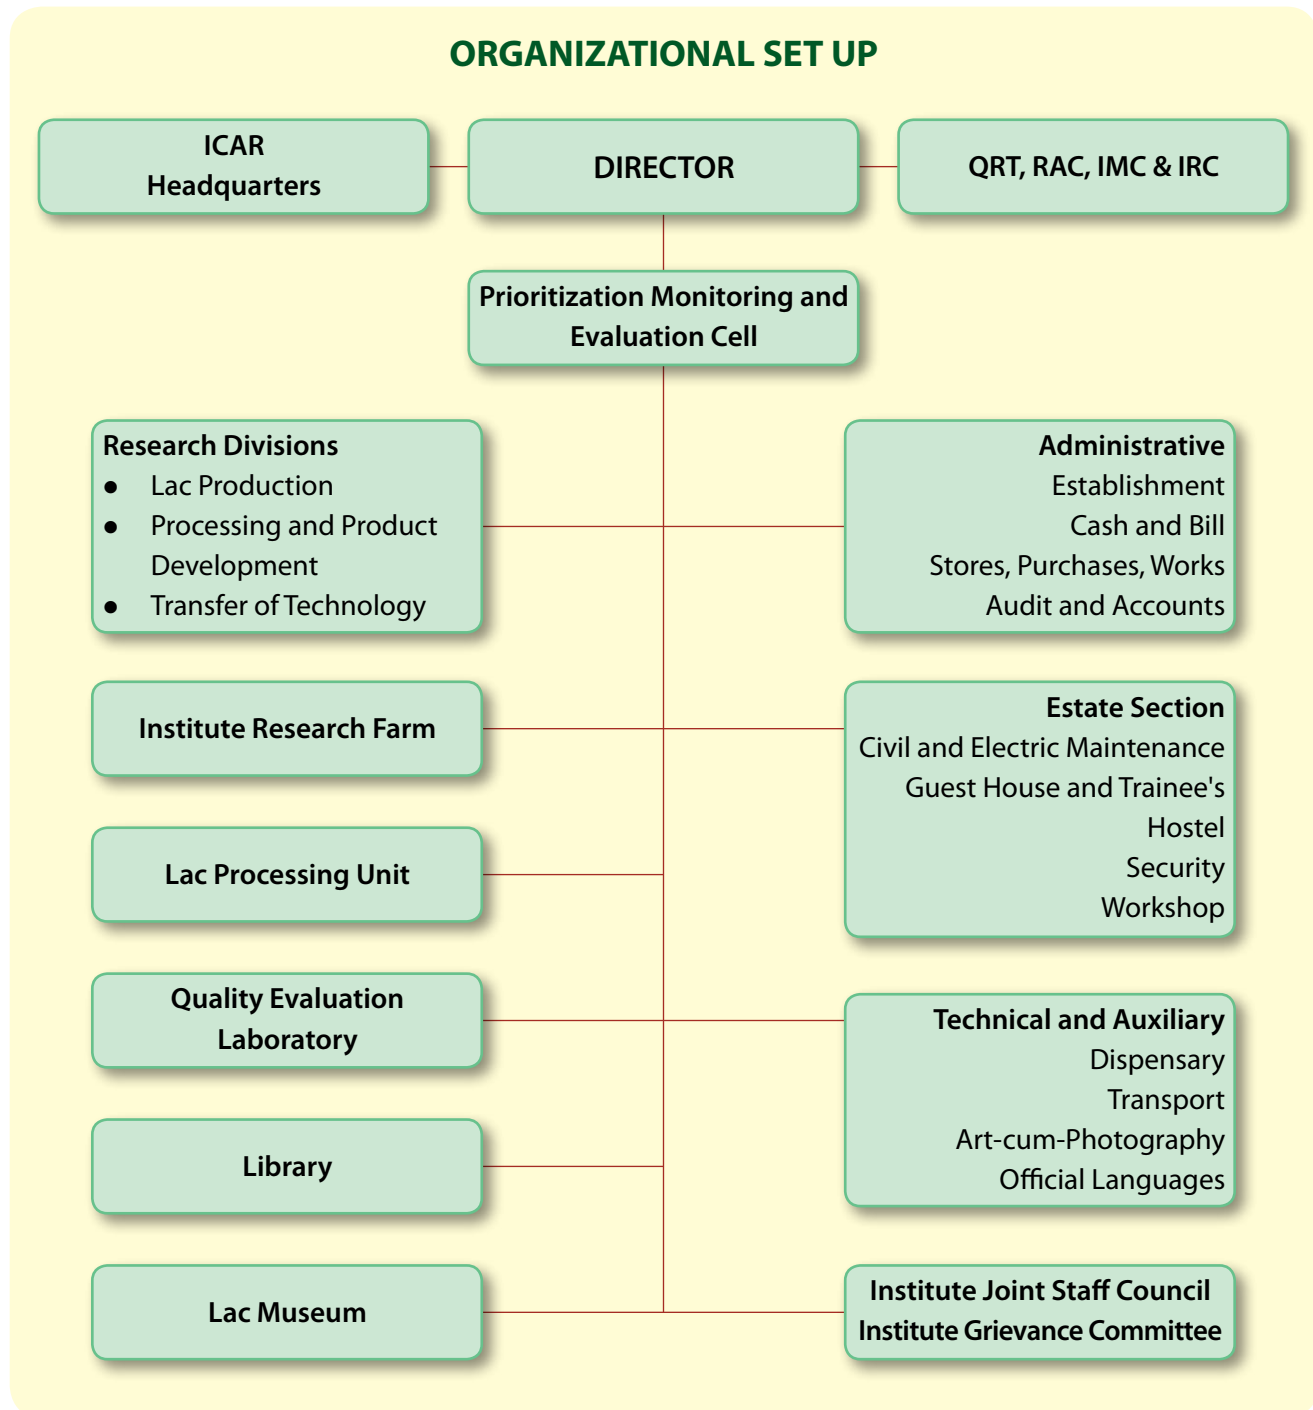 ORGANIZATIONAL SET UP
ICAR
Headquarters
DIRECTOR
QRT, RAC, IMC & IRC
Prioritization Monitoring and
Evaluation Cell
Research Divisions
● Lac Production
● Processing and Product
Development
● Transfer of Technology
Administrative
Establishment
Cash and Bill
Stores, Purchases, Works
Audit and Accounts
Institute Research Farm
Estate Section
Civil and Electric Maintenance
Guest House and Trainee's
Hostel
Security
Workshop
Lac Processing Unit
Quality Evaluation
Laboratory
Technical and Auxiliary
Dispensary
Transport
Art-cum-Photography
Official Languages
Library
Lac Museum
Institute Joint Staff Council
Institute Grievance Committee